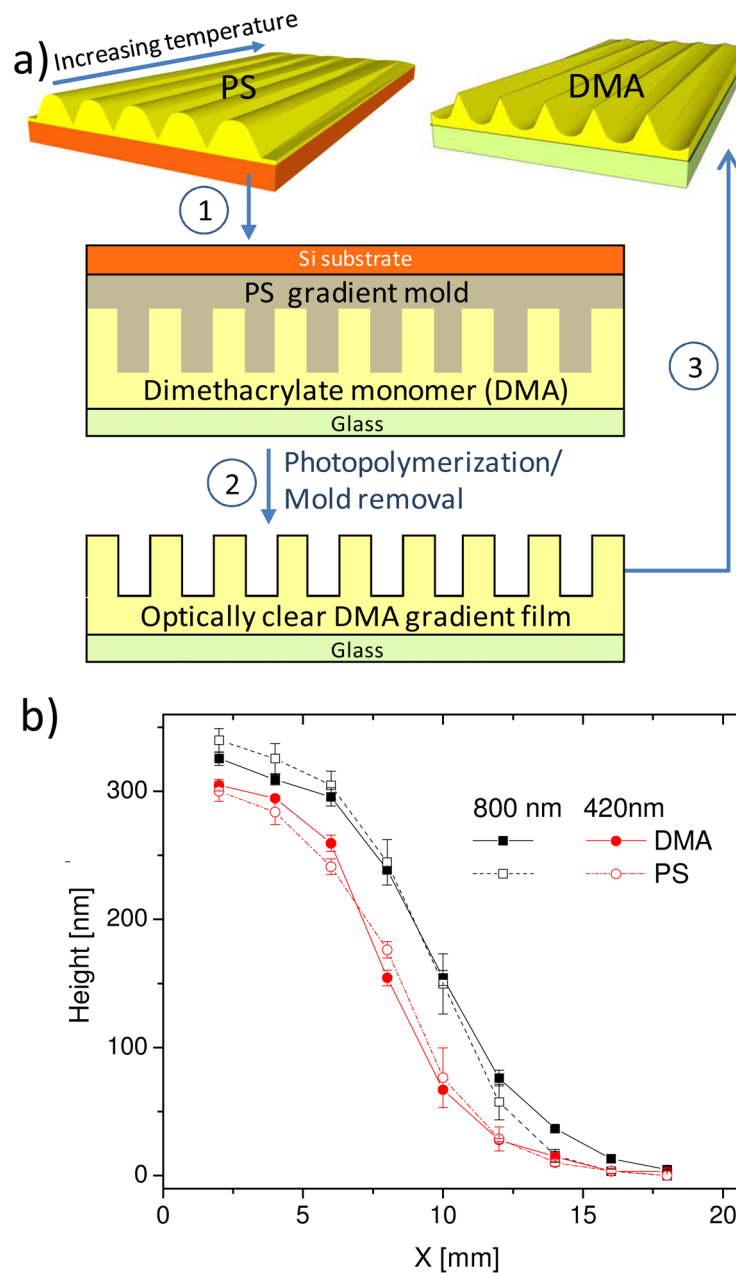 a)
Increasing temperature
PS
DMA
1
Si substrate
PS gradient mold
Dimethacrylate monomer (DMA)
Glass
3
2
Photopolymerization/
Mold removal
Optically clear DMA gradient film
Glass
b)
300
200
100
0
Height [nm]
800 nm 420nm
DMA
PS
0 5 10 15 20
X [mm]